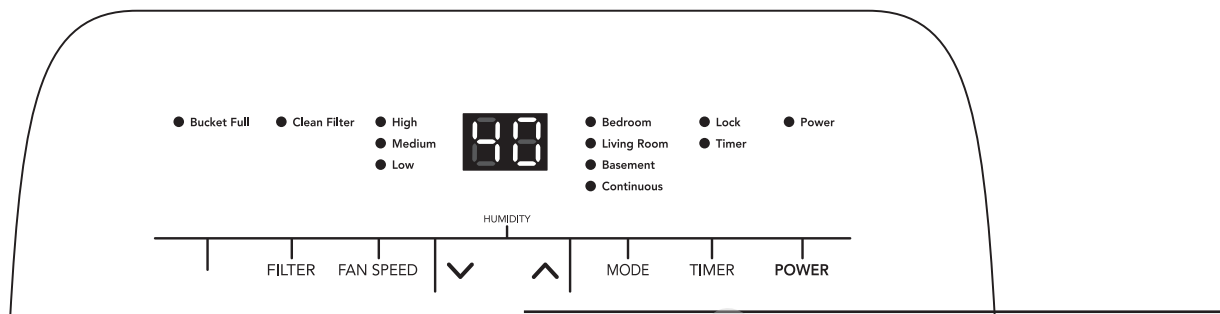 Bucket Full
Clean Filter
High
Medium
Low
40
Bedroom
Living Room
Basement
Continuous
Lock
Timer
Power
HUMIDITY
FILTER
FAN SPEED
MODE
TIMER
POWER